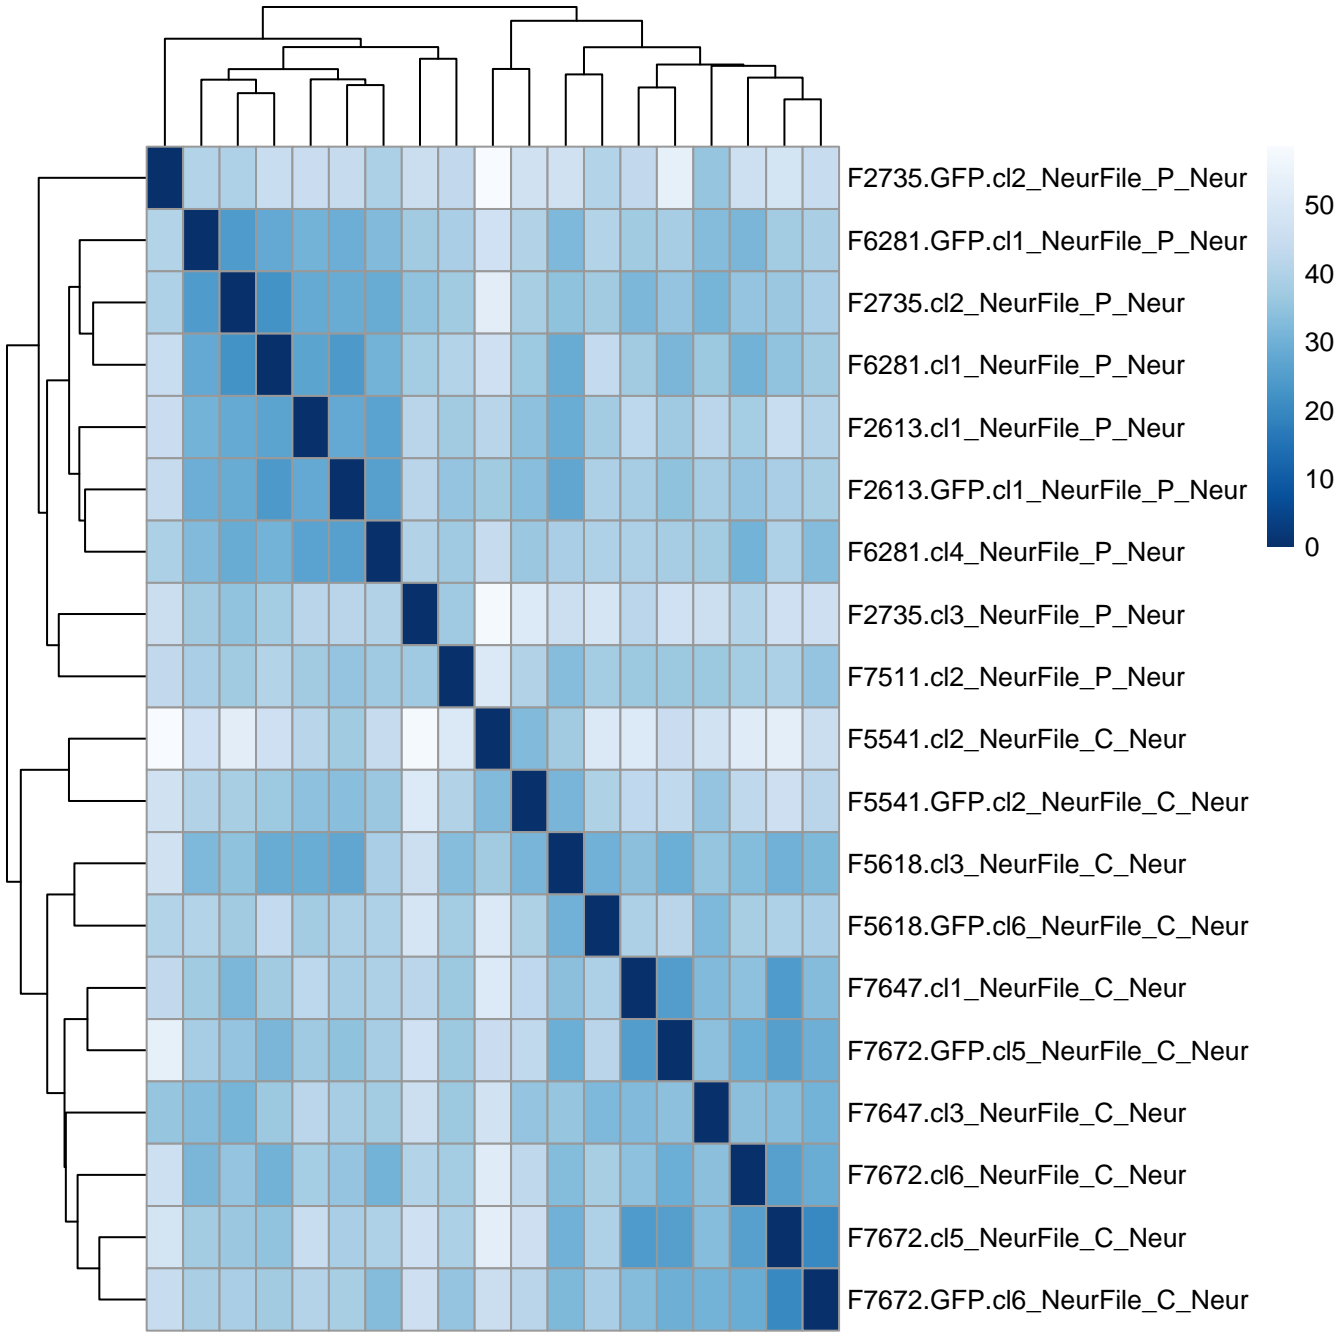 F2735.GFP.cl2_NeurFile_P_Neur
F6281.GFP.cl1_NeurFile_P_Neur
F2735.cl2_NeurFile_P_Neur
F6281.cl1_NeurFile_P_Neur
F2613.cl1_NeurFile_P_Neur
F2613.GFP.cl1_NeurFile_P_Neur
F6281.cl4_NeurFile_P_Neur
F2735.cl3_NeurFile_P_Neur
F7511.cl2_NeurFile_P_Neur
F5541.cl2_NeurFile_C_Neur
F5541.GFP.cl2_NeurFile_C_Neur
F5618.cl3_NeurFile_C_Neur
F5618.GFP.cl6_NeurFile_C_Neur
F7647.cl1_NeurFile_C_Neur
F7672.GFP.cl5_NeurFile_C_Neur
F7647.cl3_NeurFile_C_Neur
F7672.cl6_NeurFile_C_Neur
F7672.cl5_NeurFile_C_Neur
F7672.GFP.cl6_NeurFile_C_Neur
50
40
30
20
10
0